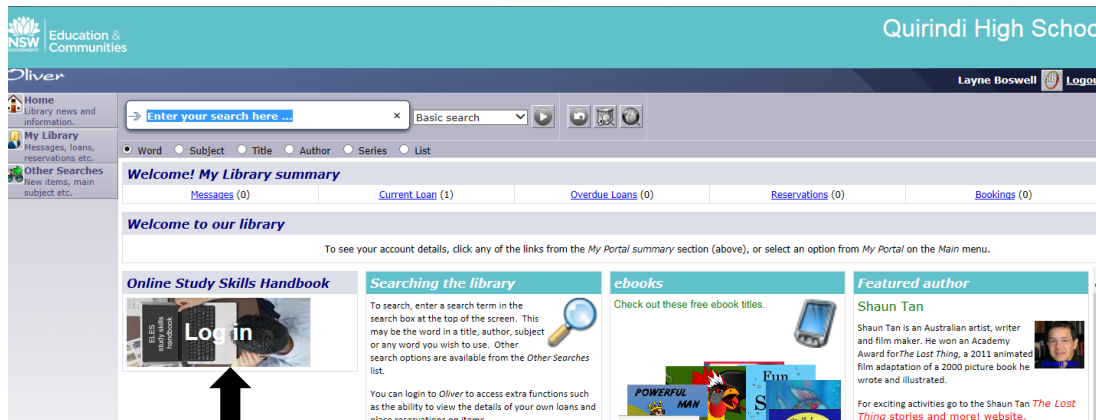 NSW
GOVERNMENT
Education &
Communities
Quirindi High Schoo
Oliver
Layne Boswell
Logou
Home
Library news and
information.
My Library
Messages, loans,
reservations etc.
Other Searches
New items, main
subject etc.
Enter your search here ...
×
Basic search
Word Subject Title Author Series List
Welcome! My Library summary
Messages (0) Current Loan (1) Overdue Loans (0) Reservations (0) Bookings (0)
Welcome to our library
To see your account details, click any of the links from the My Portal summary section (above), or select an option from My Portal on the Main menu.
Online Study Skills Handbook
ELES
study skills
handbook
Log in
Searching the library
To search, enter a search term in the
search box at the top of the screen. This
may be the word in a title, author, subject
or any word you wish to use. Other
search options are available from the Other Searches
list.
You can login to Oliver to access extra functions such
as the ability to view the details of your own loans and
place reservations on items
ebooks
Check out these free ebook titles.
POWERFUL
MAN
Fun
S
Featured author
Shaun Tan
Shaun Tan is an Australian artist, writer
and film maker. He won an Academy
Award forThe Lost Thing, a 2011 animated
film adaptation of a 2000 picture book he
wrote and illustrated.
For exciting activities go to the Shaun Tan The Lost
Thing stories and more! website.